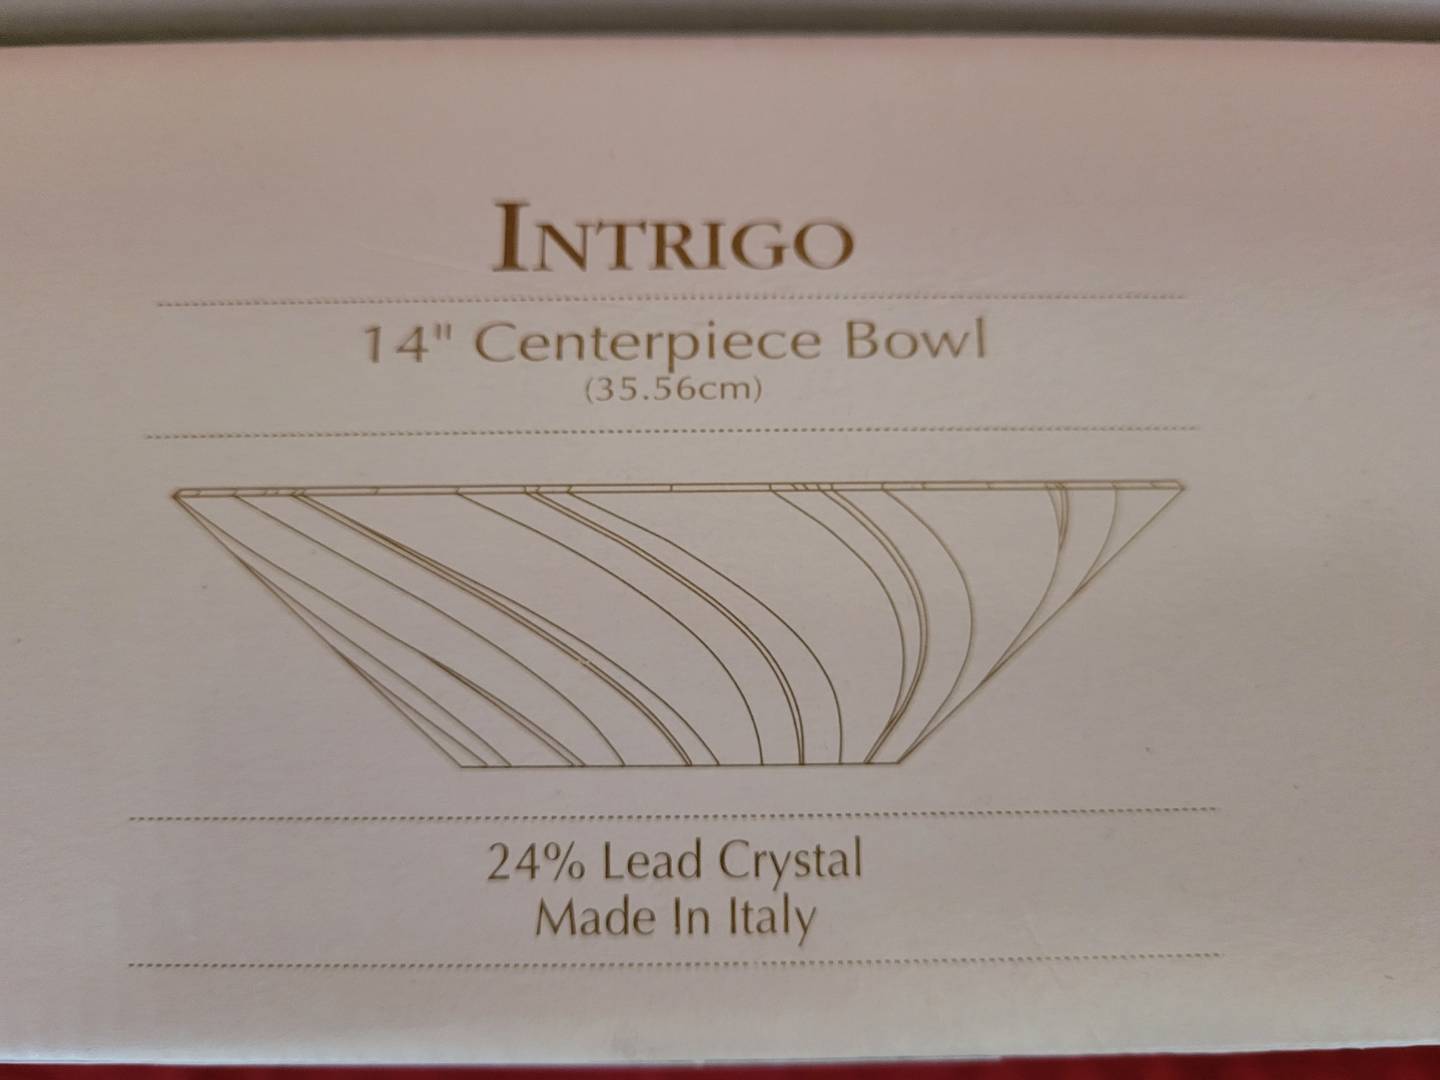 INTRIGO
14" Centerpiece Bowl
(35.56cm)
24% Lead Crystal
Made In Italy